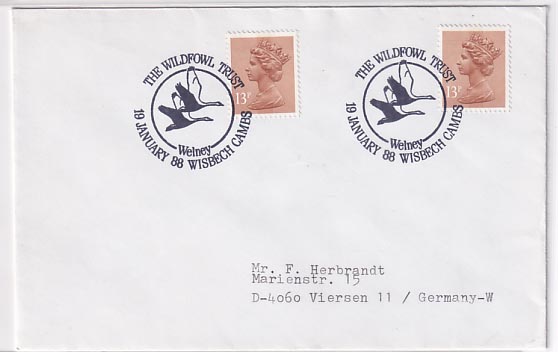 THE WILDFOWL TRUST
Welney
19 JANUARY 88 WISBECH CAMBS
13P
THE WILDFOWL TRUST
Welney
19 JANUARY 88 WISBECH CAMBS
13P
Mr. F. Herbrandt
Marienstr. 15
D-4060 Viersen 11 / Germany-W